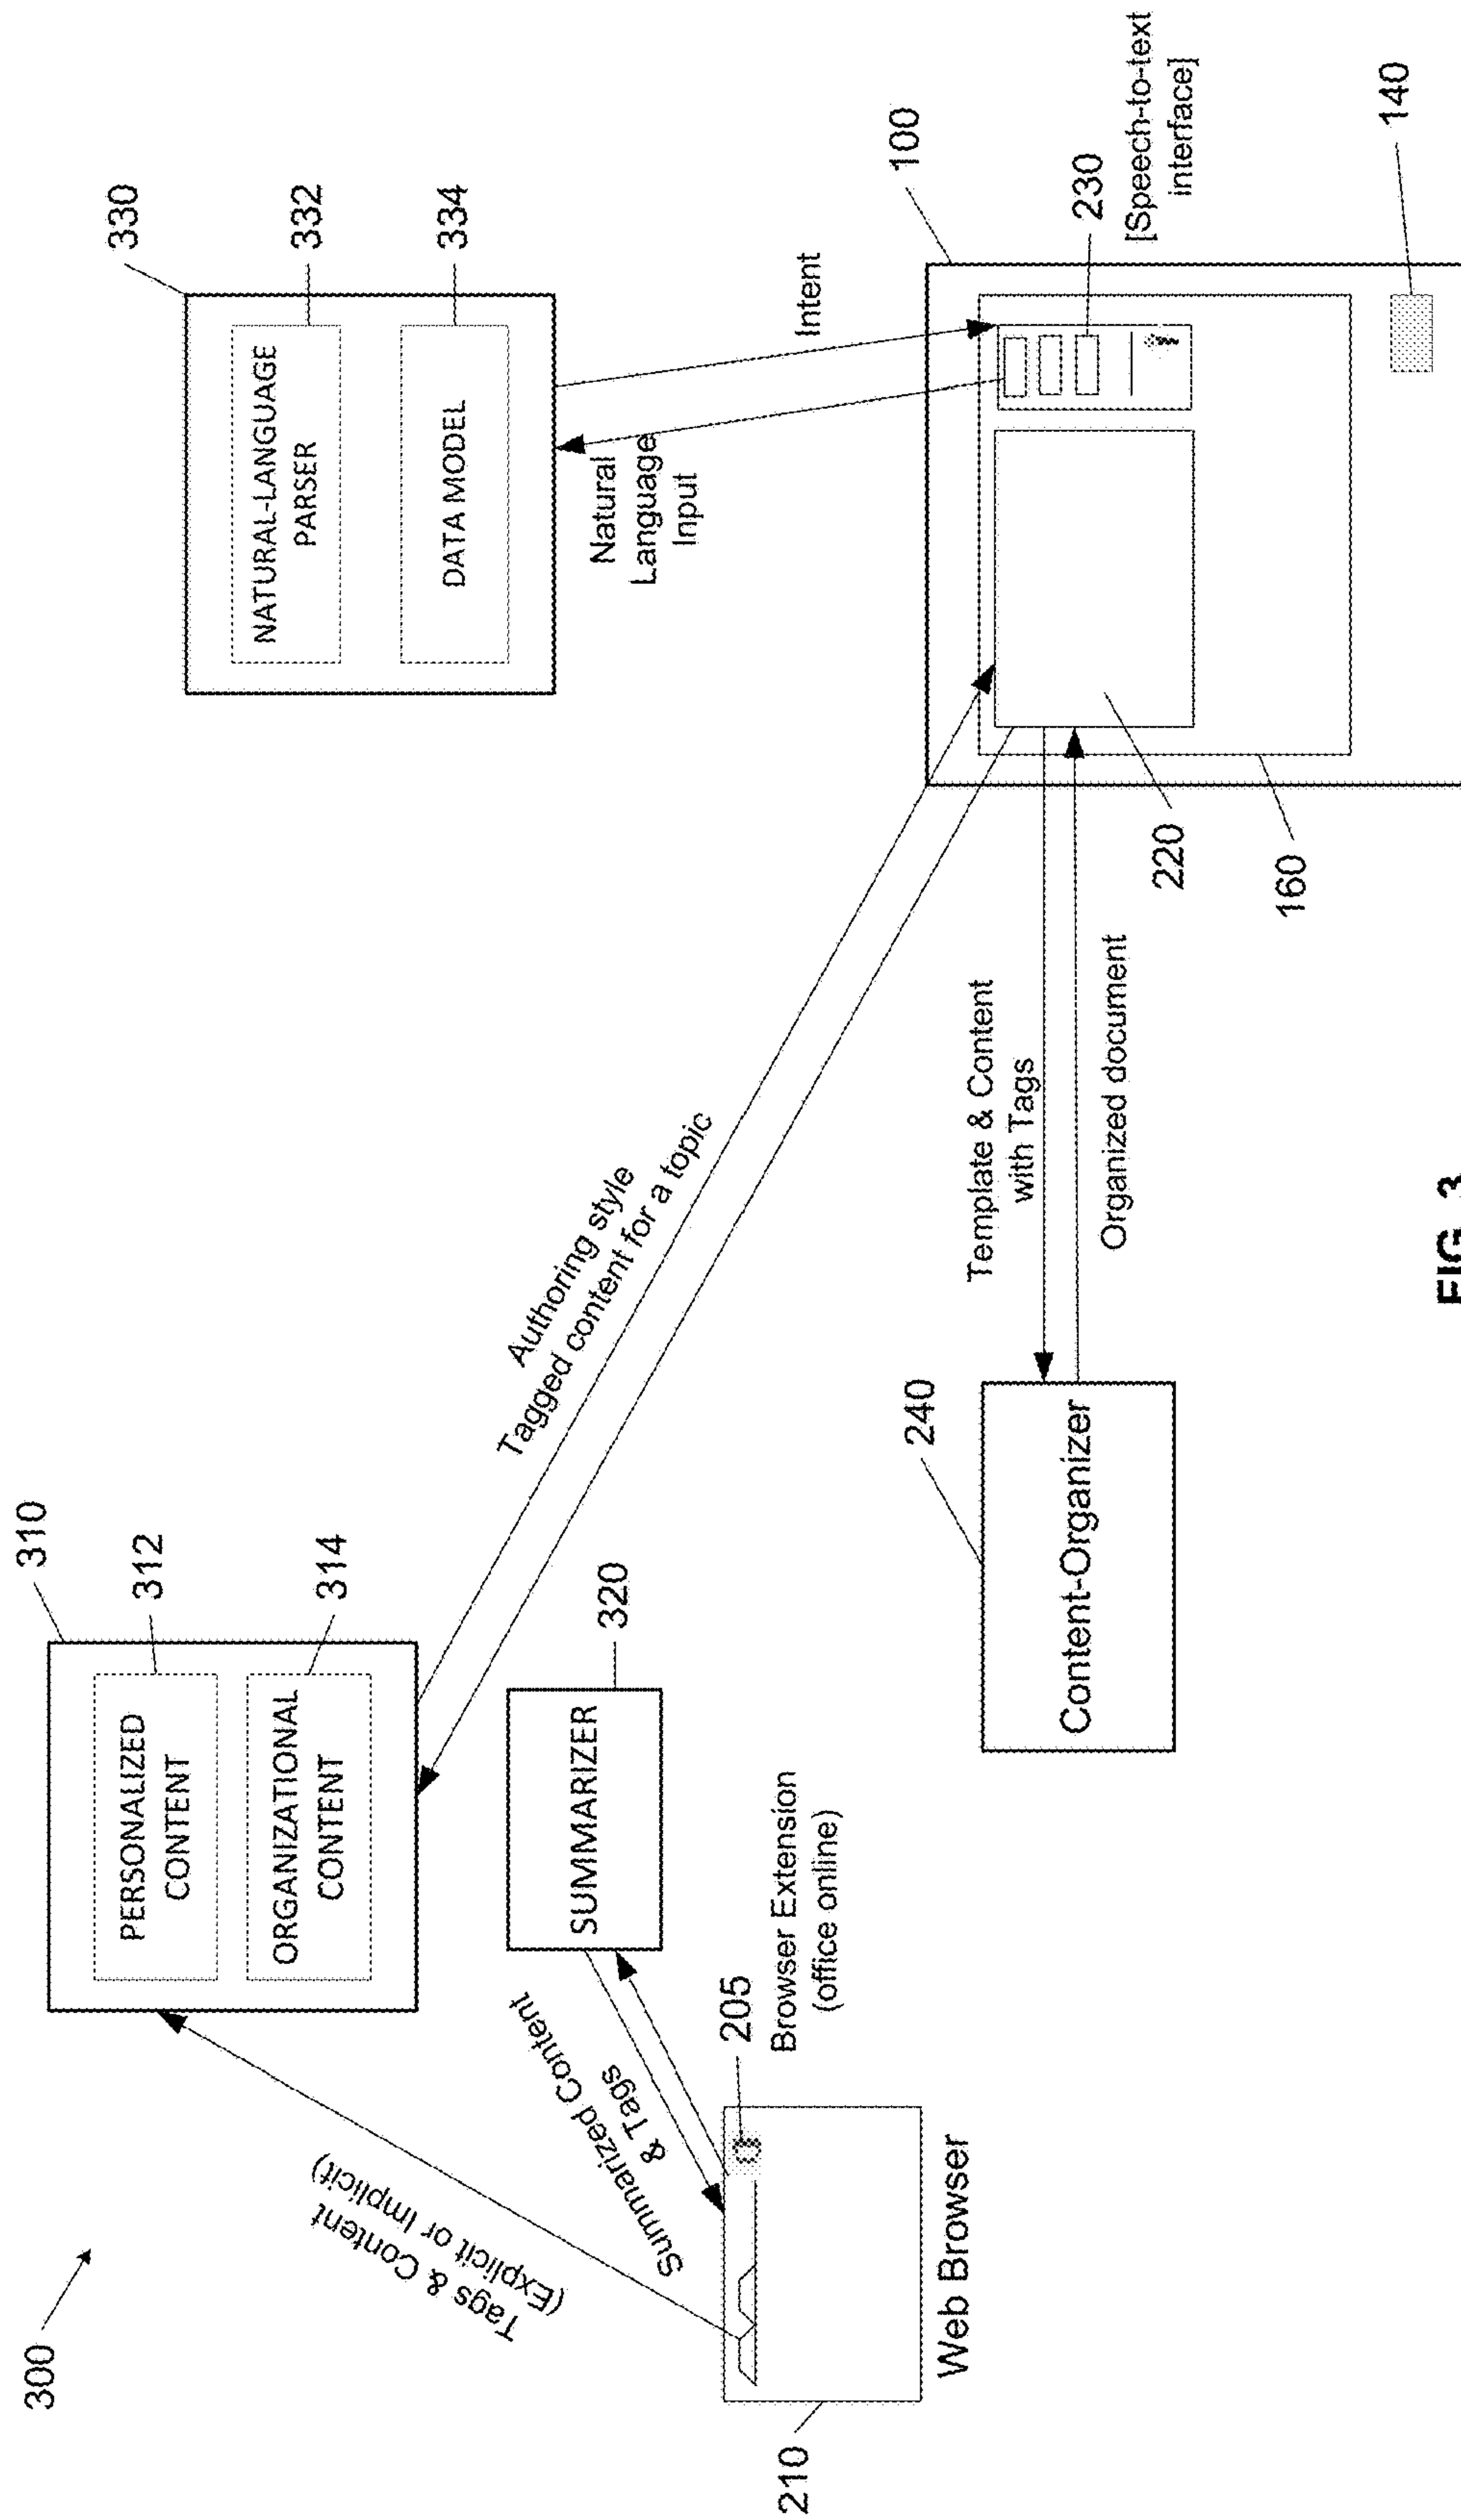 300
310
PERSONALIZED
CONTENT
312
ORGANIZATIONAL
CONTENT
314
330
NATURAL-LANGUAGE
PARSER
332
DATA MODEL
334
Tags & Content
(Explicit or Implicit)
Summarized Content
& Tags
SUMMARIZER
320
Authoring style
Tagged content for a topic
Natural
Language
Input
Intent
210
205
Browser Extension
(office online)
Web Browser
240
Content-Organizer
Template & Content
with Tags
Organized document
100
230
[Speech-to-text
interface]
220
160
140
FIG. 3